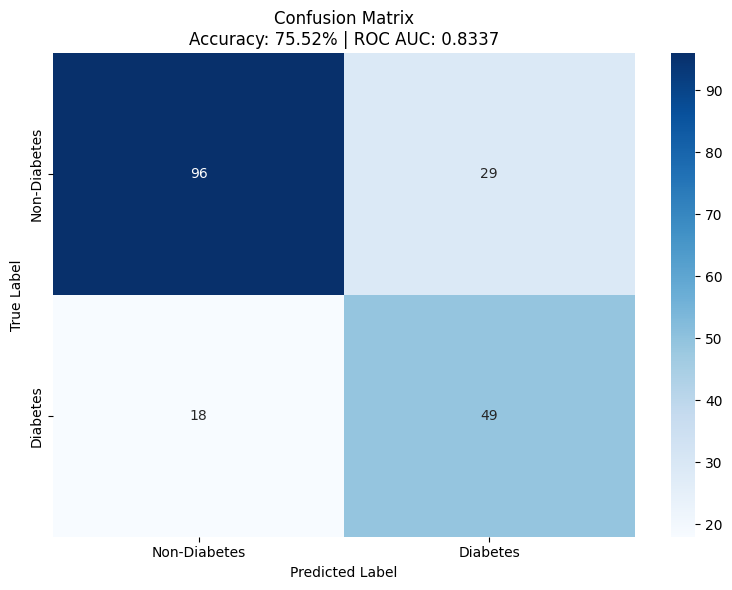 Confusion Matrix
Accuracy: 75.52% | ROC AUC: 0.8337
True Label
Non-Diabetes
96
29
Diabetes
18
49
Non-Diabetes
Diabetes
Predicted Label
90
80
70
60
50
40
30
20